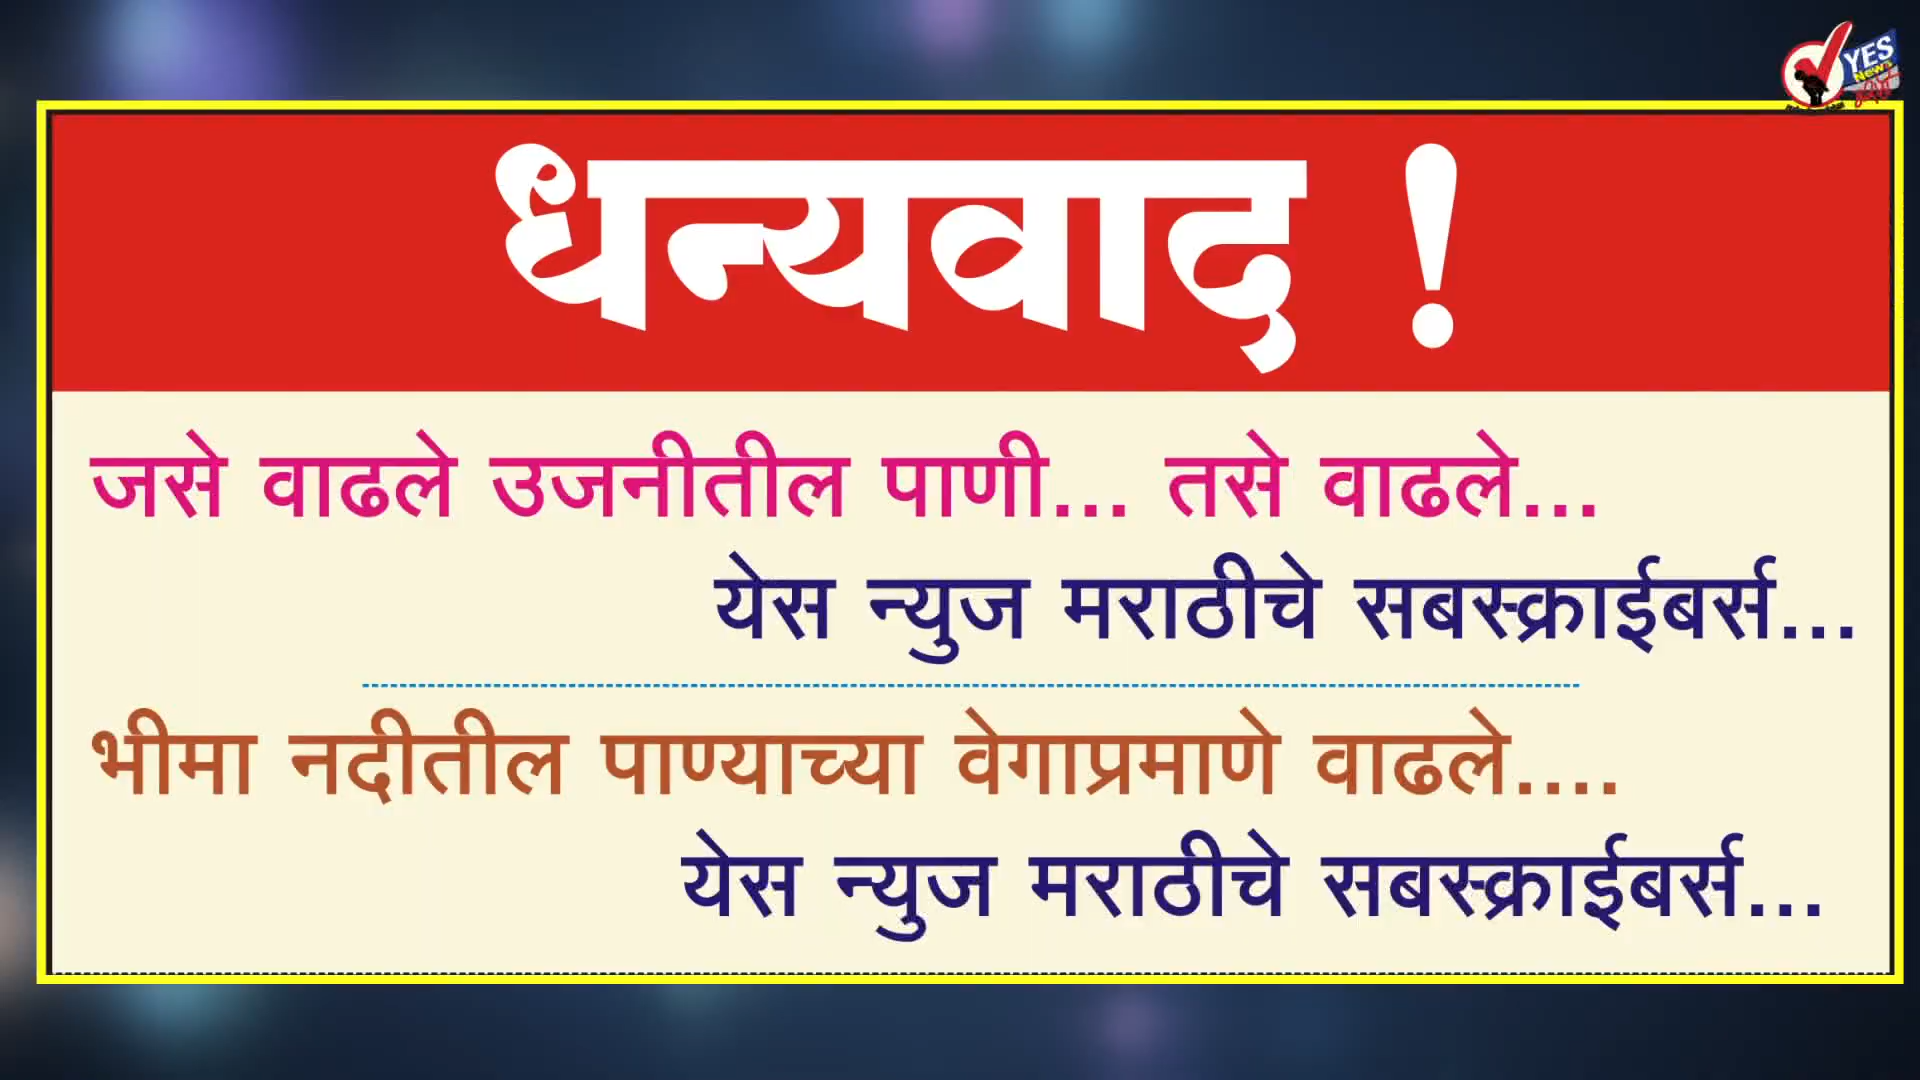 YES
News
धन्यवाद !
जसे वाढले उजनीतील पाणी... तसे वाढले...
येस न्युज मराठीचे सबस्क्राईबर्स...
भीमा नदीतील पाण्याच्या वेगाप्रमाणे वाढले....
येस न्युज मराठीचे सबस्क्राईबर्स...